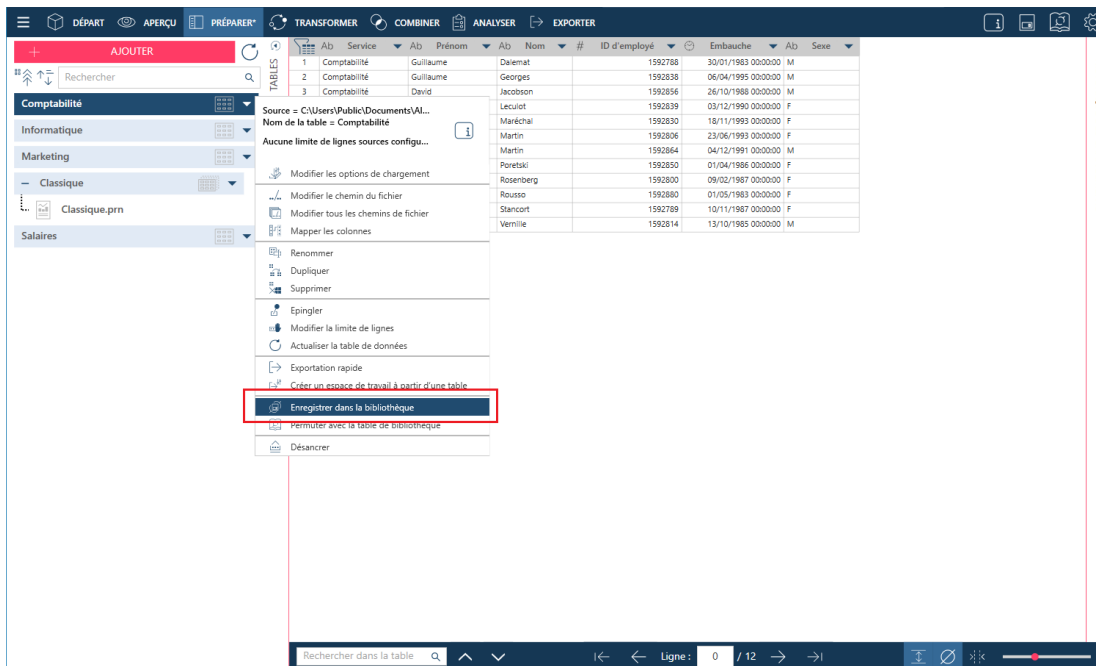 DÉPART APERÇU PRÉPARER* TRANSFORMER COMBINER ANALYSER EXPORTER
+ AJOUTER
Rechercher
TABLES
Comptabilité
Informatique
Marketing
− Classique
Classique.prn
Salaires
Ab Service Ab Prénom Ab Nom # ID d'employé Embauche Ab Sexe
1 Comptabilité Guillaume Dalemat 1592788 30/01/1983 00:00:00 M
2 Comptabilité Guillaume Georges 1592838 06/04/1995 00:00:00 M
3 Comptabilité David Jacobson 1592856 26/10/1988 00:00:00 M
Leculot 1592839 03/12/1990 00:00:00 F
Maréchal 1592830 18/11/1993 00:00:00 F
Martin 1592806 23/06/1993 00:00:00 F
Martin 1592864 04/12/1991 00:00:00 M
Poretski 1592850 01/04/1986 00:00:00 F
Rosenberg 1592800 09/02/1987 00:00:00 F
Rousso 1592880 01/05/1983 00:00:00 F
Stancort 1592789 10/11/1987 00:00:00 F
Vernille 1592814 13/10/1985 00:00:00 M
Source = C:\Users\Public\Documents\Al...
Nom de la table = Comptabilité
Aucune limite de lignes sources configu...
Modifier les options de chargement
Modifier le chemin du fichier
Modifier tous les chemins de fichier
Mapper les colonnes
Renommer
Dupliquer
Supprimer
Epingler
Modifier la limite de lignes
Actualiser la table de données
Exportation rapide
Créer un espace de travail à partir d'une table
Enregistrer dans la bibliothèque
Permuter avec la table de bibliothèque
Désancrer
Rechercher dans la table Ligne : 0 / 12